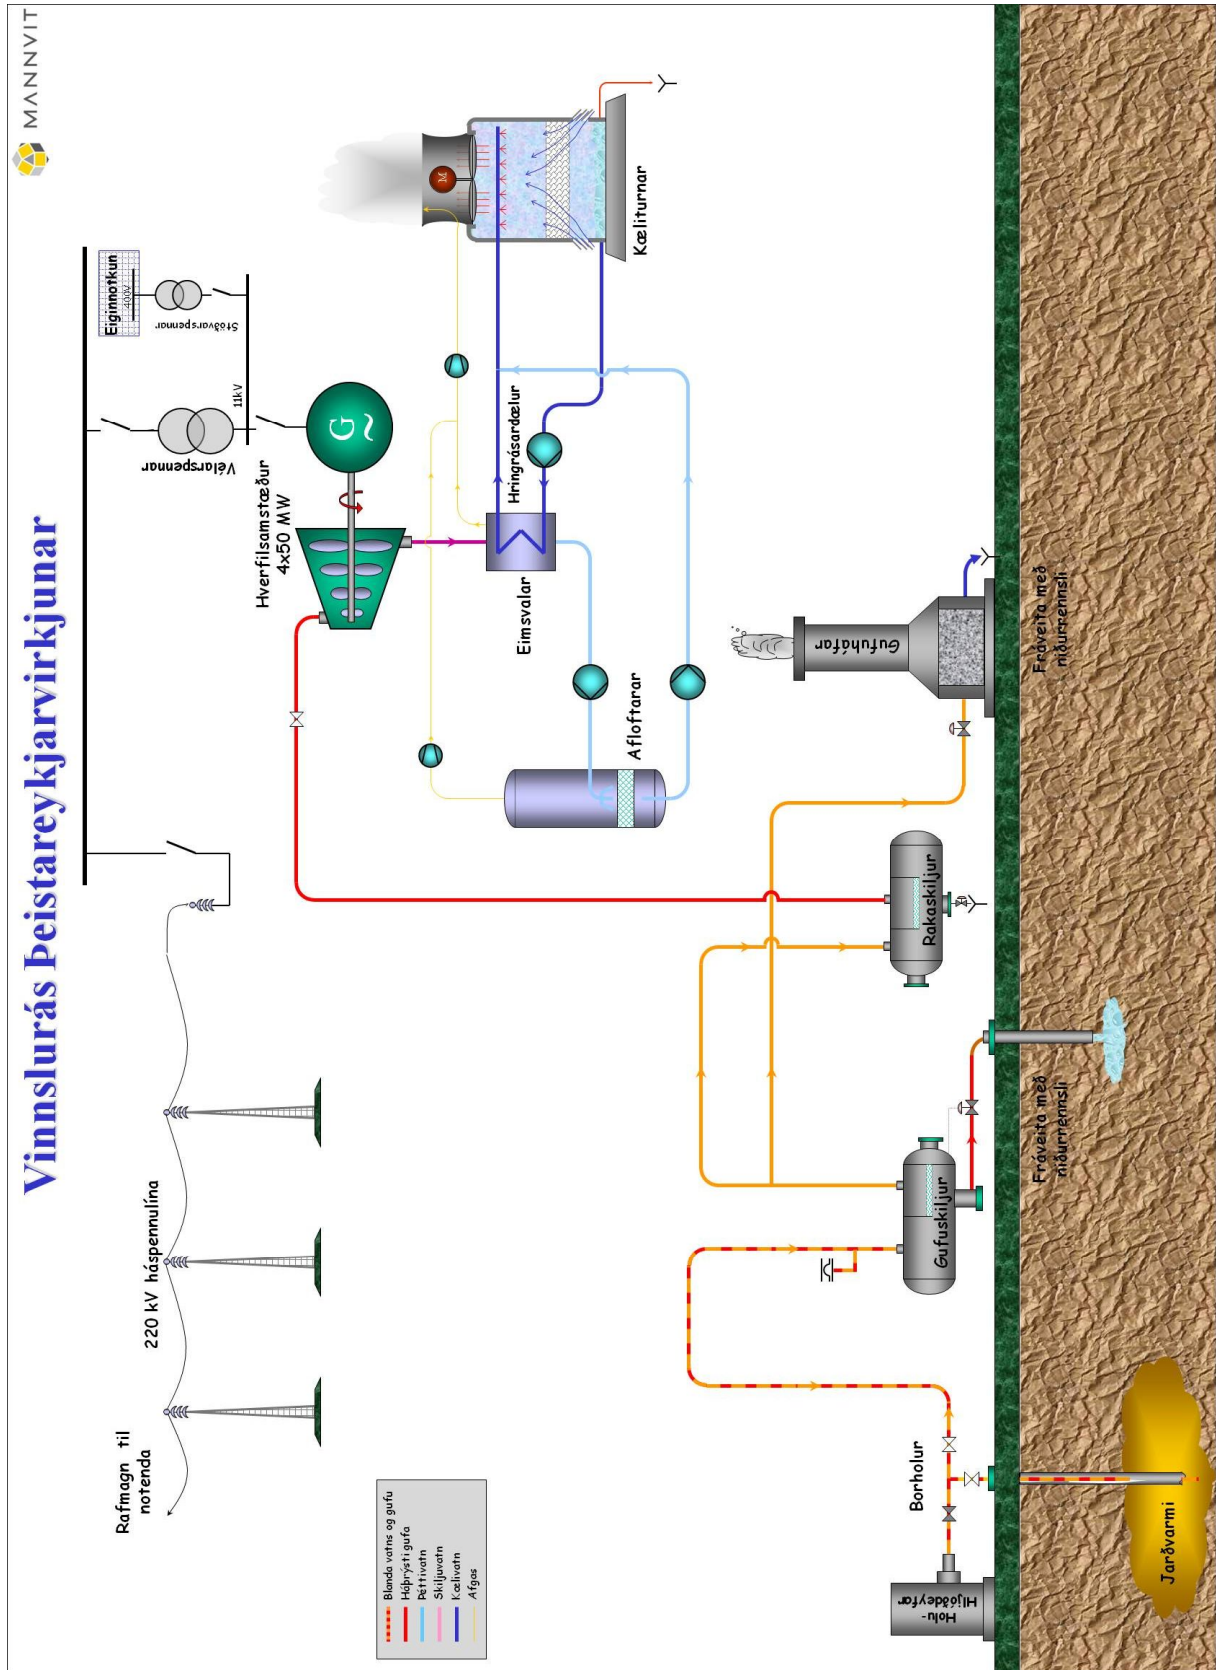 Vinnslurás Þeistareykjarvirkjunar
MANNVIT
Rafmagn til
notenda
220 kV háspennulína
Vélarspennar
11kV
Eiginnotkun
400V
Stöðvarspennar
Hverfilsamstæður
4x50 MW
G
~
M
Eimsvalar
Hringrásardælur
Kæliturnar
Afloftarar
Blanda vatns og gufu
Háþrýsti gufa
Þéttivatn
Skiljuvatn
Kælivatn
Afgas
Holu-
Hljóðdeyfar
Borholur
Gufuskiljur
Rakaskiljur
Gufuháfar
Fráveita með
niðurrennsli
Fráveita með
niðurrennsli
Jarðvarmi